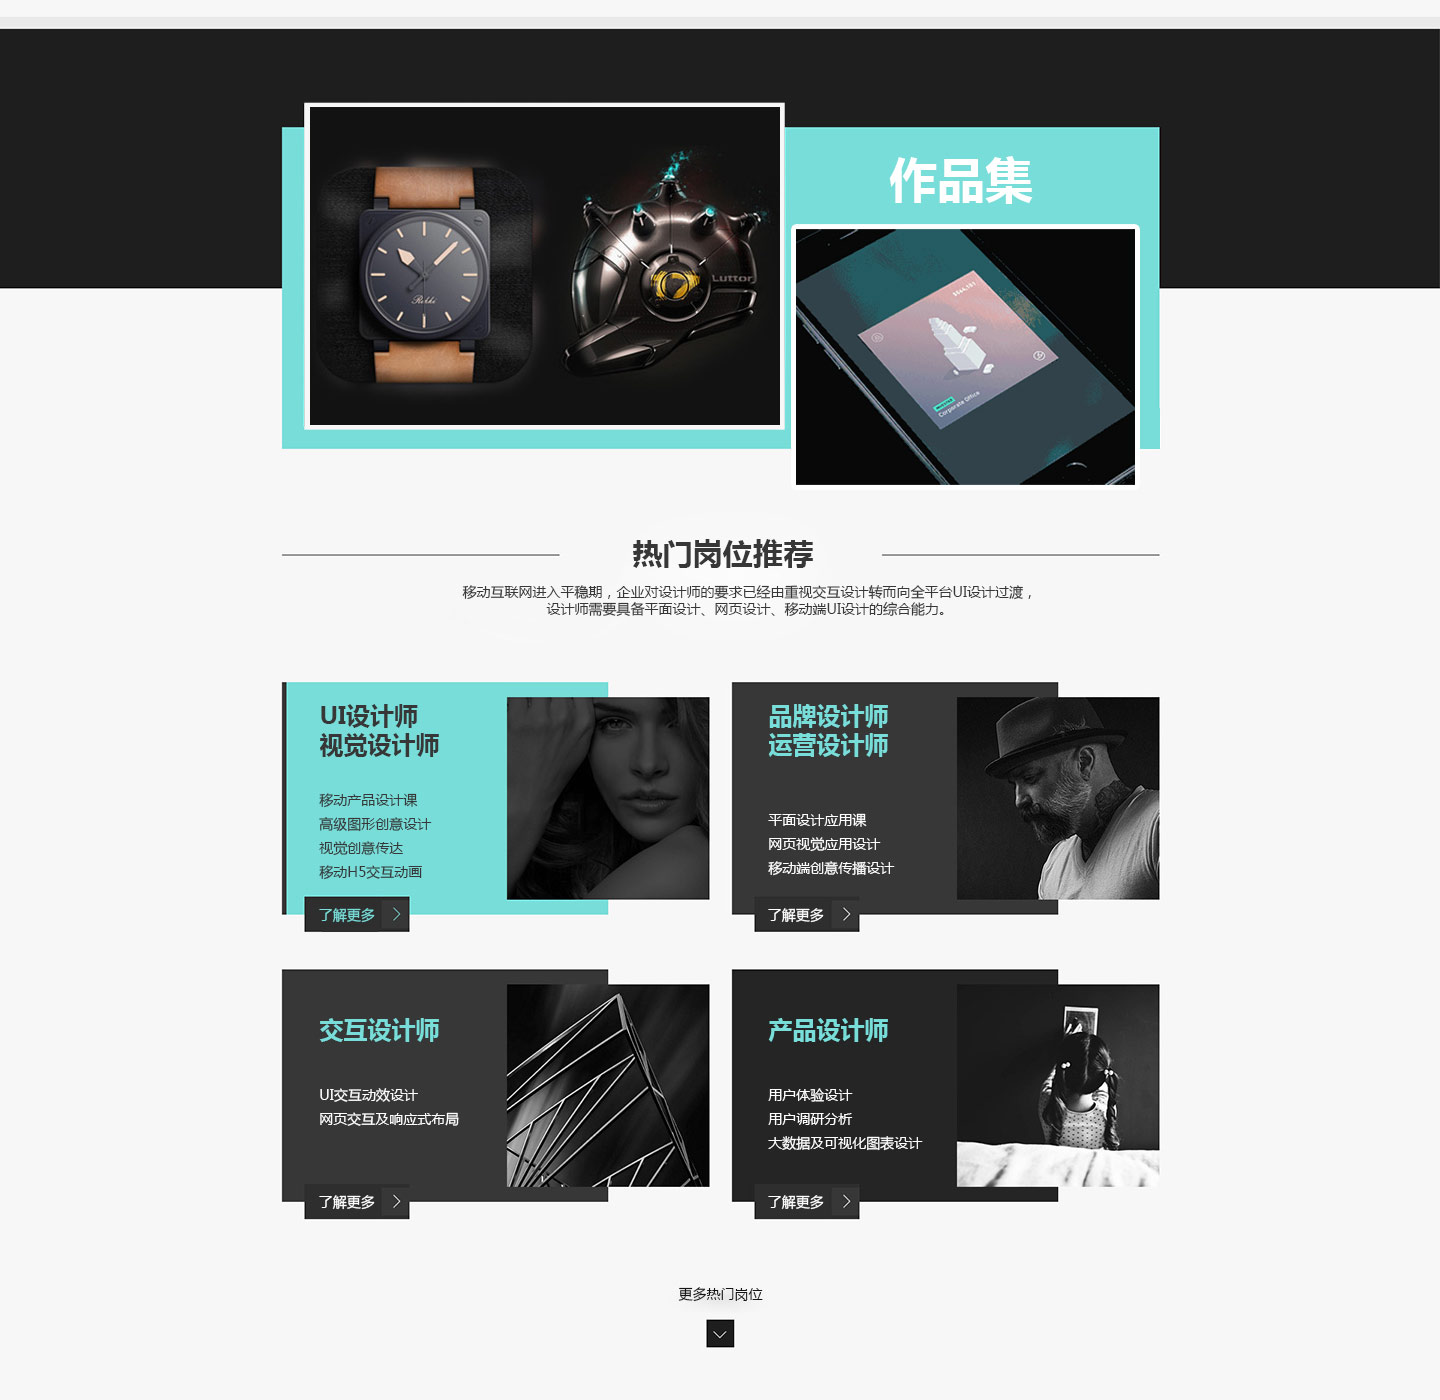 作品集
Luttor
Corporate Office
热门岗位推荐
移动互联网进入平稳期，企业对设计师的要求已经由重视交互设计转而向全平台UI设计过渡，
设计师需要具备平面设计、网页设计、移动端UI设计的综合能力。
UI设计师
视觉设计师
移动产品设计课
高级图形创意设计
视觉创意传达
移动H5交互动画
了解更多
品牌设计师
运营设计师
平面设计应用课
网页视觉应用设计
移动端创意传播设计
了解更多
交互设计师
UI交互动效设计
网页交互及响应式布局
了解更多
产品设计师
用户体验设计
用户调研分析
大数据及可视化图表设计
了解更多
更多热门岗位